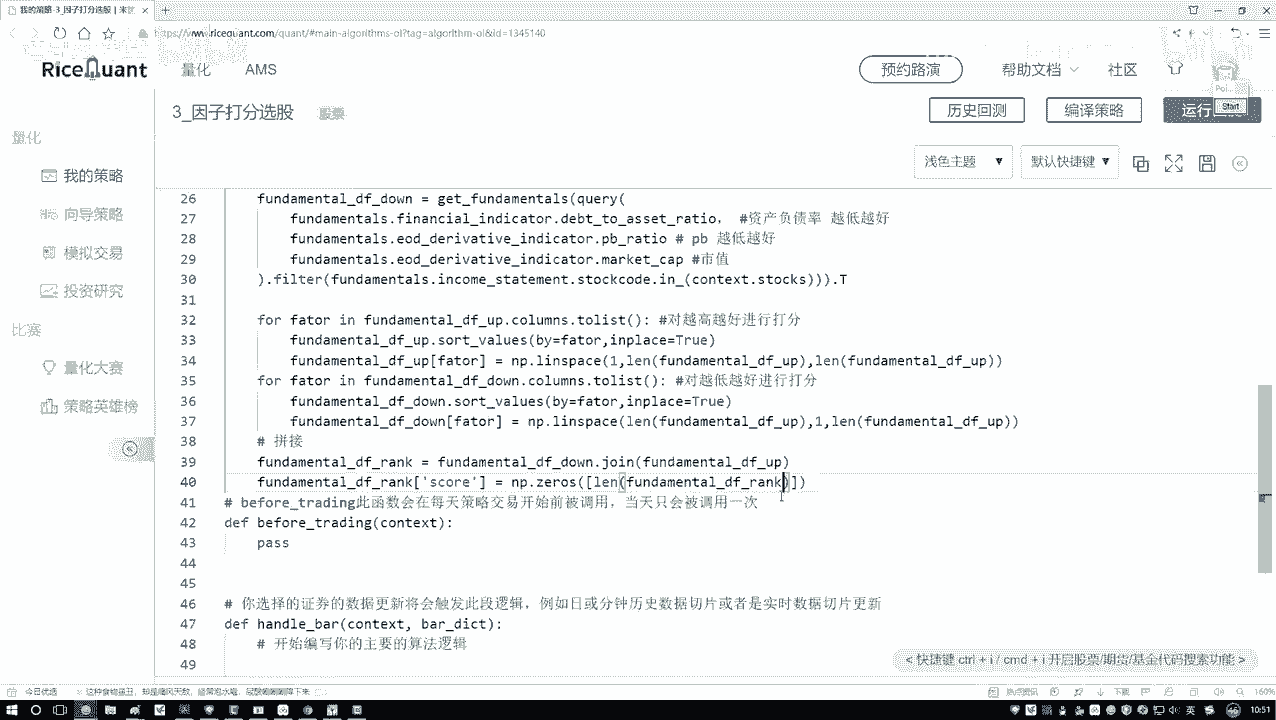 我的策略-3_因子打分选股
https://www.ricequant.com/quant/#main-algorithms-ol?tag=algorithm-ol&id=1345140
RiceQuant 量化 AMS 预约路演 帮助文档 社区
3_因子打分选股 股票 历史回测 编译策略 运行
Start
浅色主题 默认快捷键
量化
我的策略
向导策略
模拟交易
投资研究
比赛
量化大赛
策略英雄榜
26 fundamental_df_down = get_fundamentals(query(
27 fundamentals.financial_indicator.debt_to_asset_ratio, #资产负债率 越低越好
28 fundamentals.eod_derivative_indicator.pb_ratio # pb 越低越好
29 fundamentals.eod_derivative_indicator.market_cap #市值
30 ).filter(fundamentals.income_statement.stockcode.in_(context.stocks))).T
31
32 for fator in fundamental_df_up.columns.tolist(): #对越高越好进行打分
33 fundamental_df_up.sort_values(by=fator,inplace=True)
34 fundamental_df_up[fator] = np.linspace(1,len(fundamental_df_up),len(fundamental_df_up))
35 for fator in fundamental_df_down.columns.tolist(): #对越低越好进行打分
36 fundamental_df_down.sort_values(by=fator,inplace=True)
37 fundamental_df_down[fator] = np.linspace(len(fundamental_df_up),1,len(fundamental_df_up))
38 # 拼接
39 fundamental_df_rank = fundamental_df_down.join(fundamental_df_up)
40 fundamental_df_rank['score'] = np.zeros([len(fundamental_df_rank)])
41 # before_trading此函数会在每天策略交易开始前被调用，当天只会被调用一次
42 def before_trading(context):
43 pass
44
45
46 # 你选择的证券的数据更新将会触发此段逻辑，例如日或分钟历史数据切片或者是实时数据切片更新
47 def handle_bar(context, bar_dict):
48 # 开始编写你的主要的算法逻辑
49
<快捷键 ctrl + i / cmd + i 开启股票/期货/基金代码搜索功能 >
今日优选 下载 160%
英 10:51